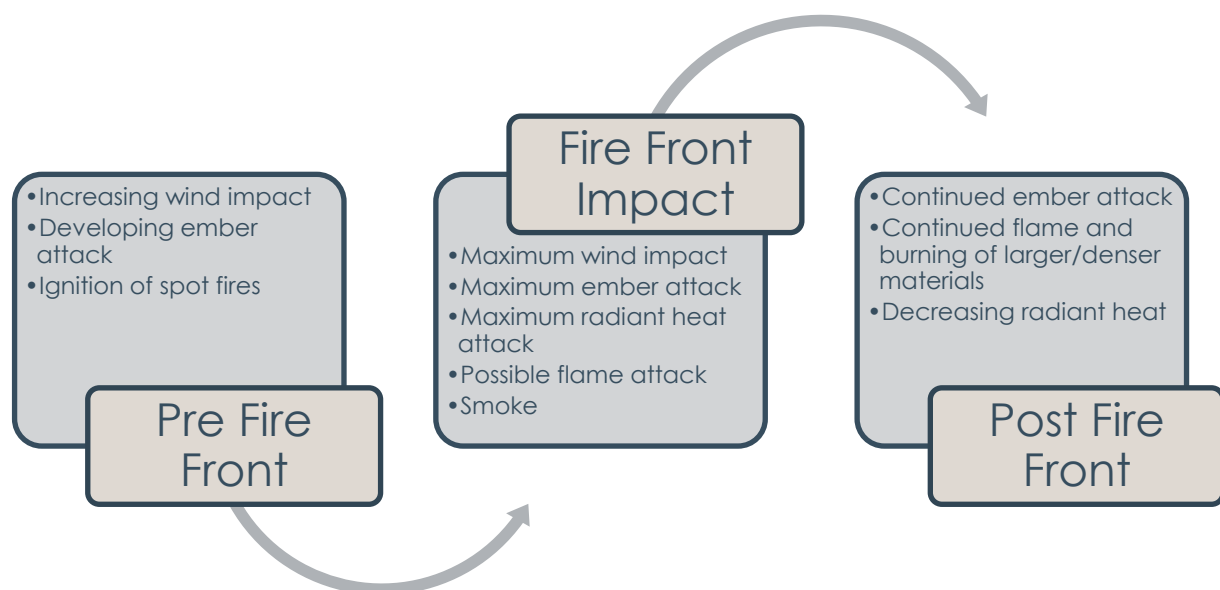 •Increasing wind impact
•Developing ember
attack
•Ignition of spot fires
Pre Fire
Front
Fire Front
Impact
•Maximum wind impact
•Maximum ember attack
•Maximum radiant heat
attack
•Possible flame attack
•Smoke
•Continued ember attack
•Continued flame and
burning of larger/denser
materials
•Decreasing radiant heat
Post Fire
Front